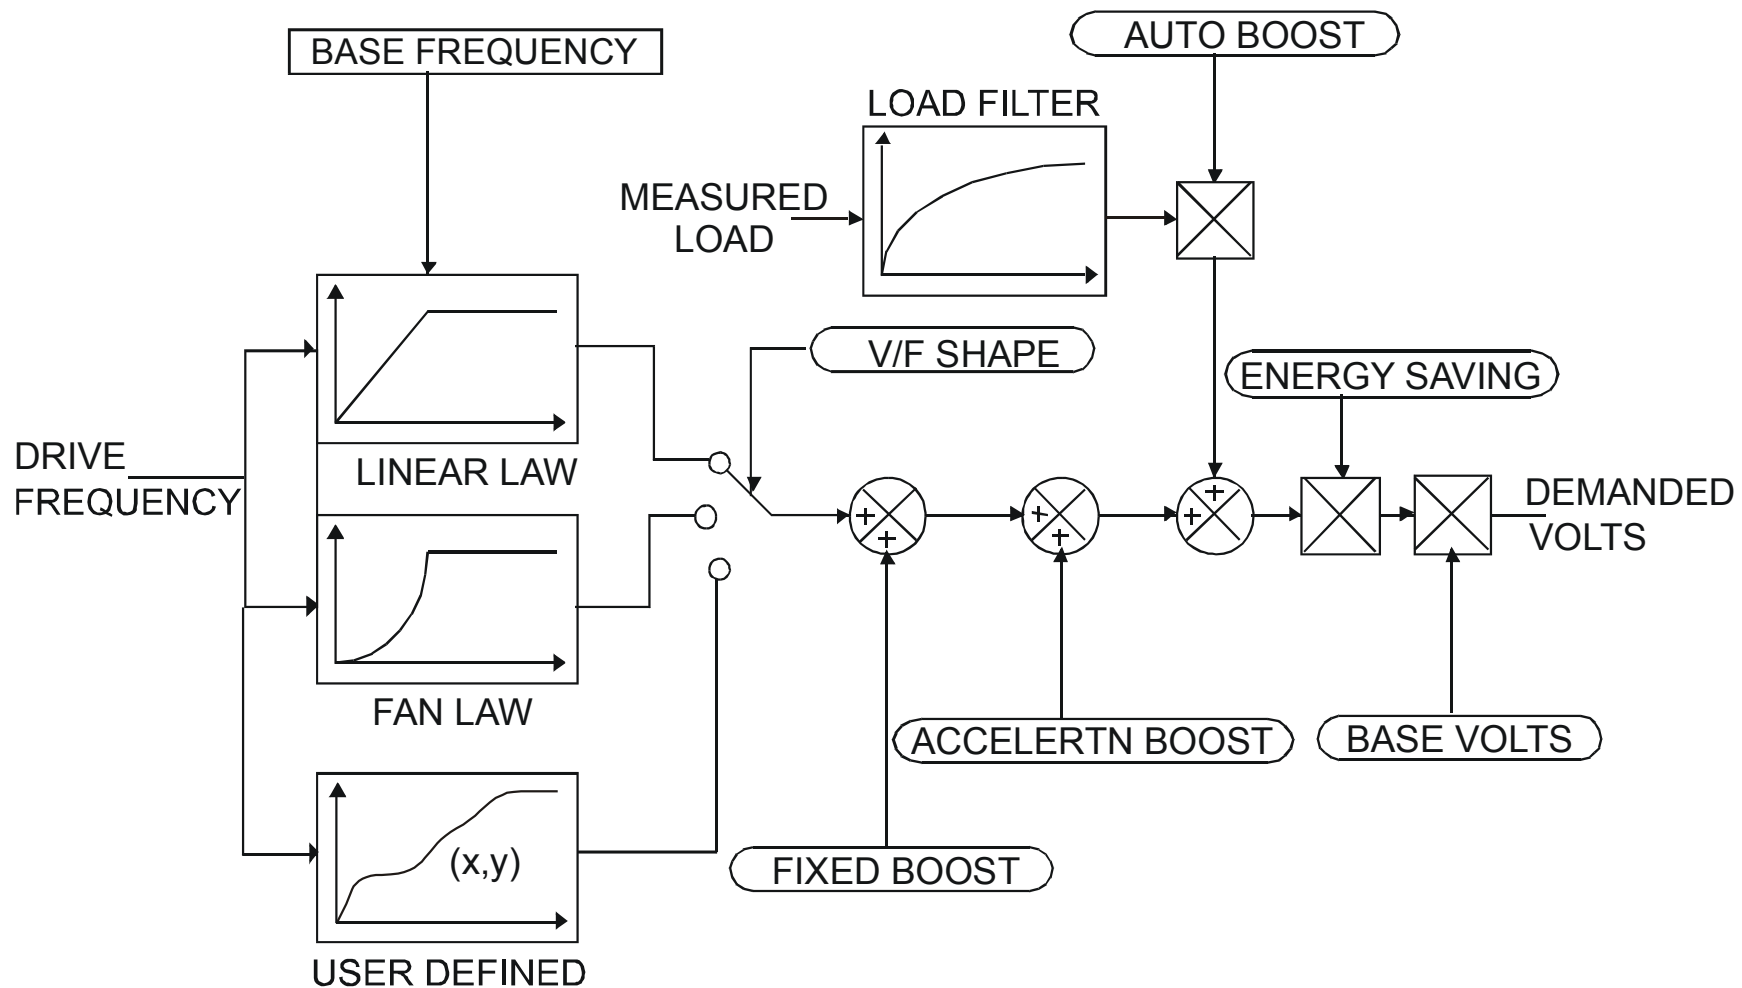 BASE FREQUENCY
AUTO BOOST
LOAD FILTER
MEASURED
LOAD
V/F SHAPE
ENERGY SAVING
DRIVE
FREQUENCY
LINEAR LAW
+
+
+
+
+
+
DEMANDED
VOLTS
FAN LAW
ACCELERTN BOOST
BASE VOLTS
(x,y)
FIXED BOOST
USER DEFINED